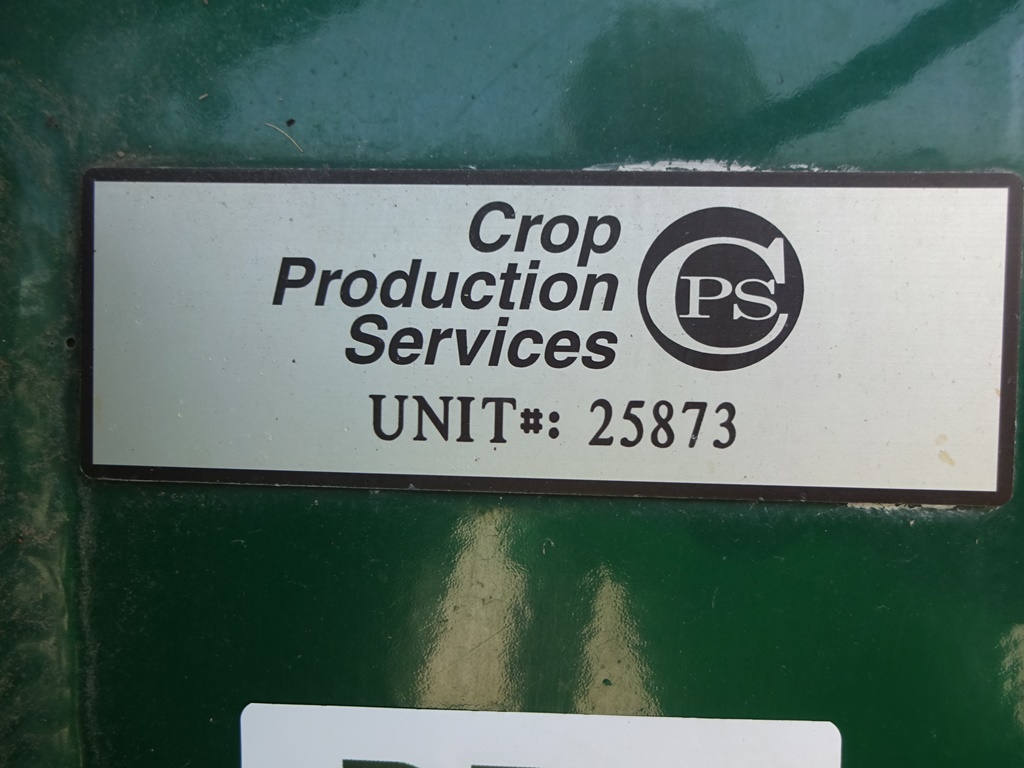 Crop
Production
Services
CPS
UNIT#: 25873